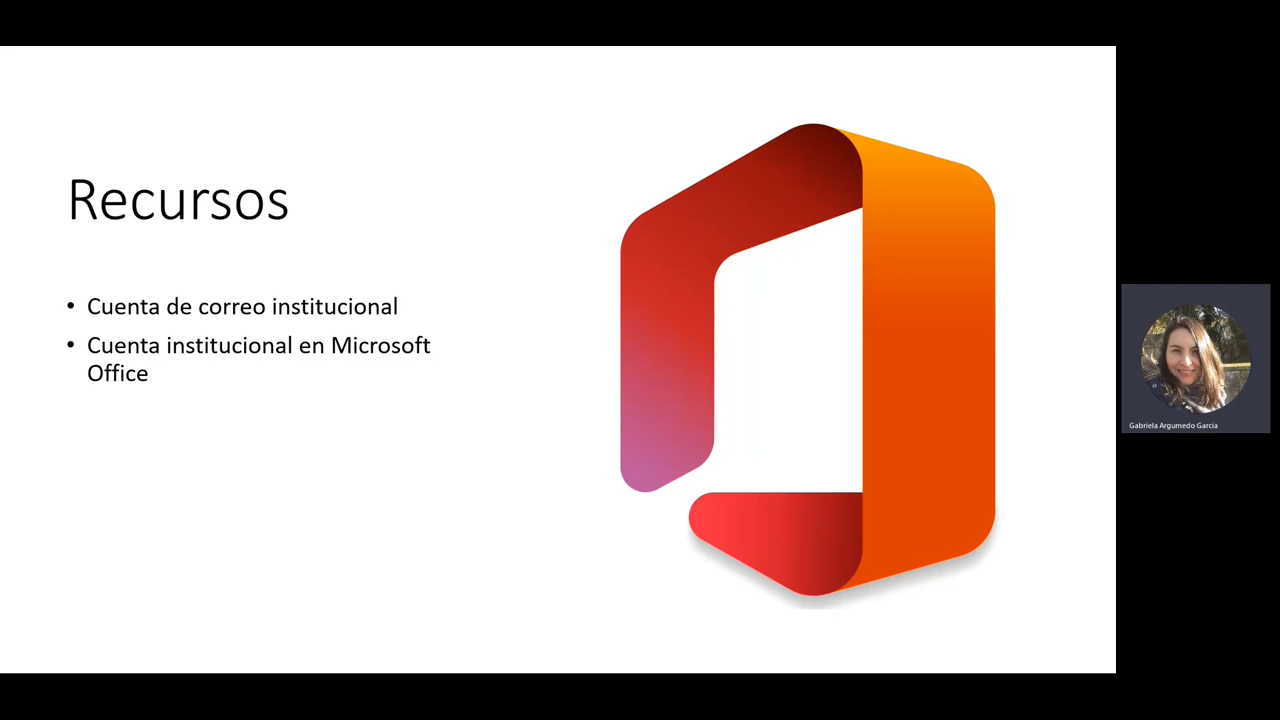 Recursos
• Cuenta de correo institucional
• Cuenta institucional en Microsoft
Office
Gabriela Argumedo Garcia